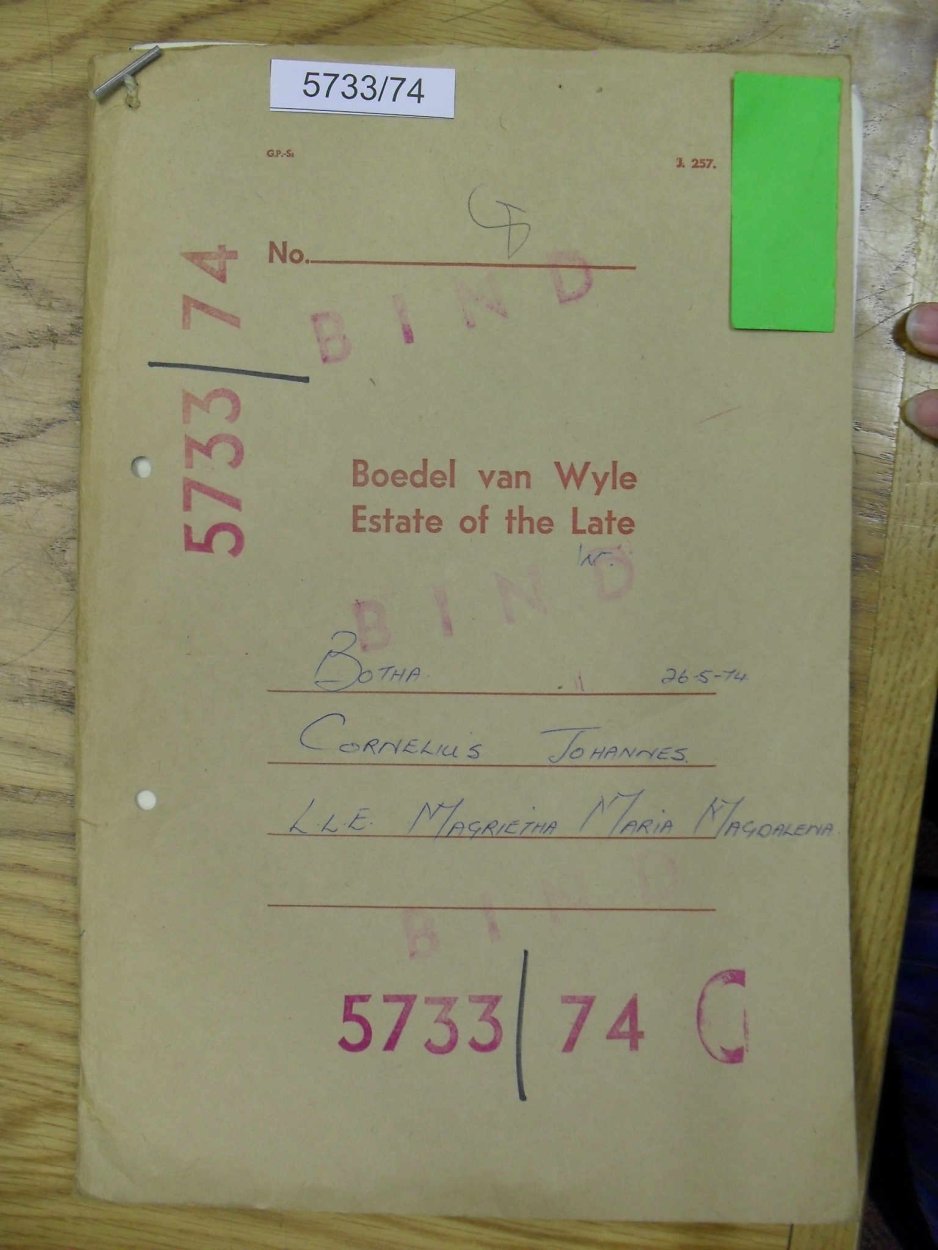 5733/74
G.P.-S.
J. 257.
No.
BIND
5733/74
Boedel van Wyle
Estate of the Late
W.
BIND
BOTHA. 26-5-74
CORNELIUS JOHANNES.
L.L.E. MAGRIETHA MARIA MAGDALENA
BIND
5733/74 C